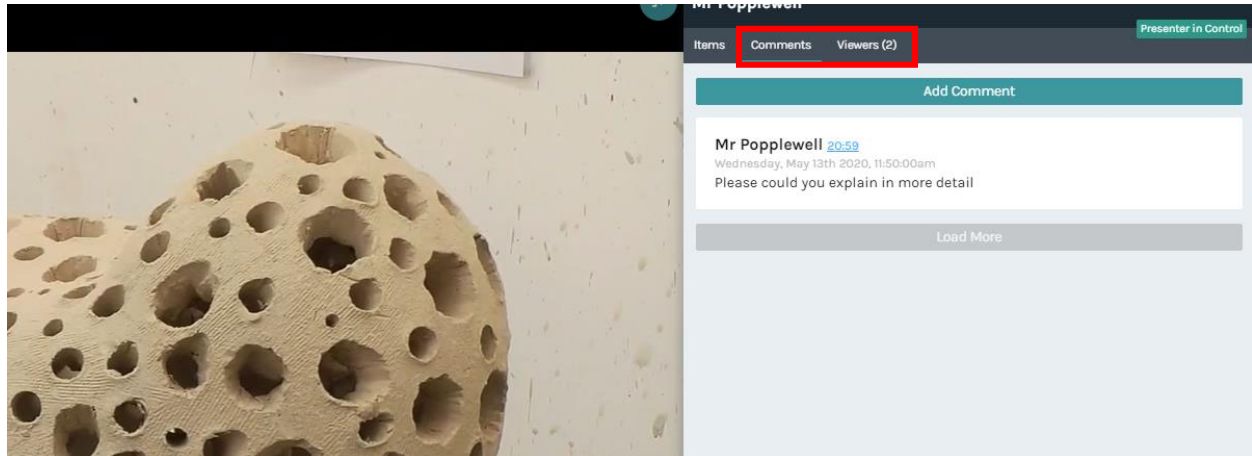 Mr Popplewell
Presenter in Control
Items Comments Viewers (2)
Add Comment
Mr Popplewell 20:59
Wednesday, May 13th 2020, 11:50:00am
Please could you explain in more detail
Load More